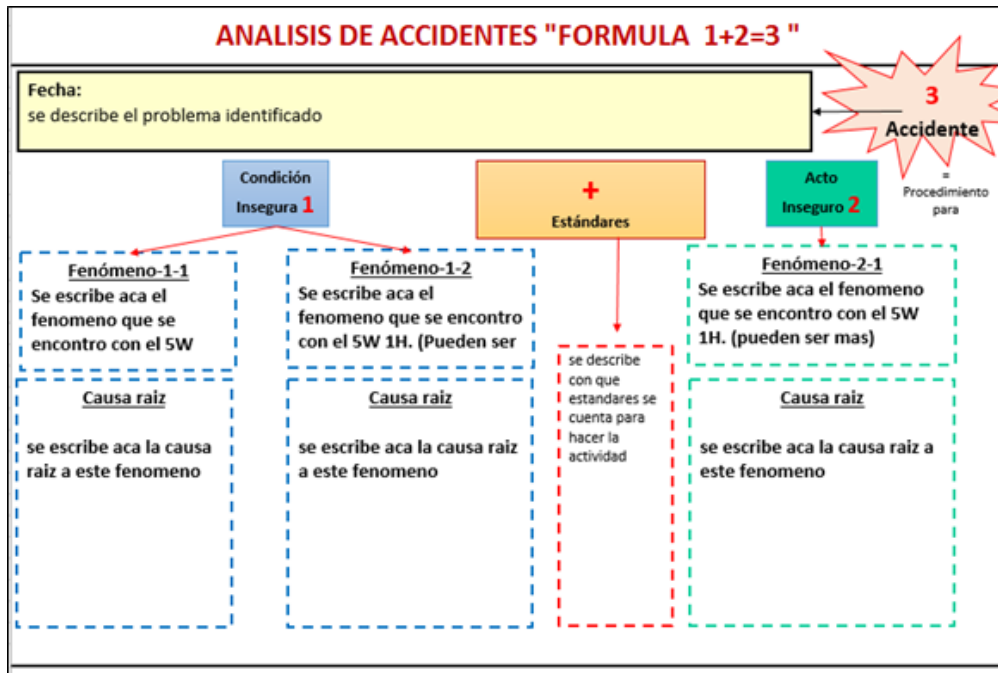 ANALISIS DE ACCIDENTES "FORMULA 1+2=3 "
Fecha:
se describe el problema identificado
3
Accidente
=
Procedimiento
para
Condición
Insegura 1
+
Estándares
Acto
Inseguro 2
Fenómeno-1-1
Se escribe aca el
fenomeno que se
encontro con el 5W
Fenómeno-1-2
Se escribe aca el
fenomeno que se encontro
con el 5W 1H. (Pueden ser
Fenómeno-2-1
Se escribe aca el fenomeno
que se encontro con el 5W
1H. (pueden ser mas)
Causa raiz
se escribe aca la causa
raiz a este fenomeno
Causa raiz
se escribe aca la causa raiz
a este fenomeno
se describe
con que
estandares se
cuenta para
hacer la
actividad
Causa raiz
se escribe aca la causa raiz a
este fenomeno